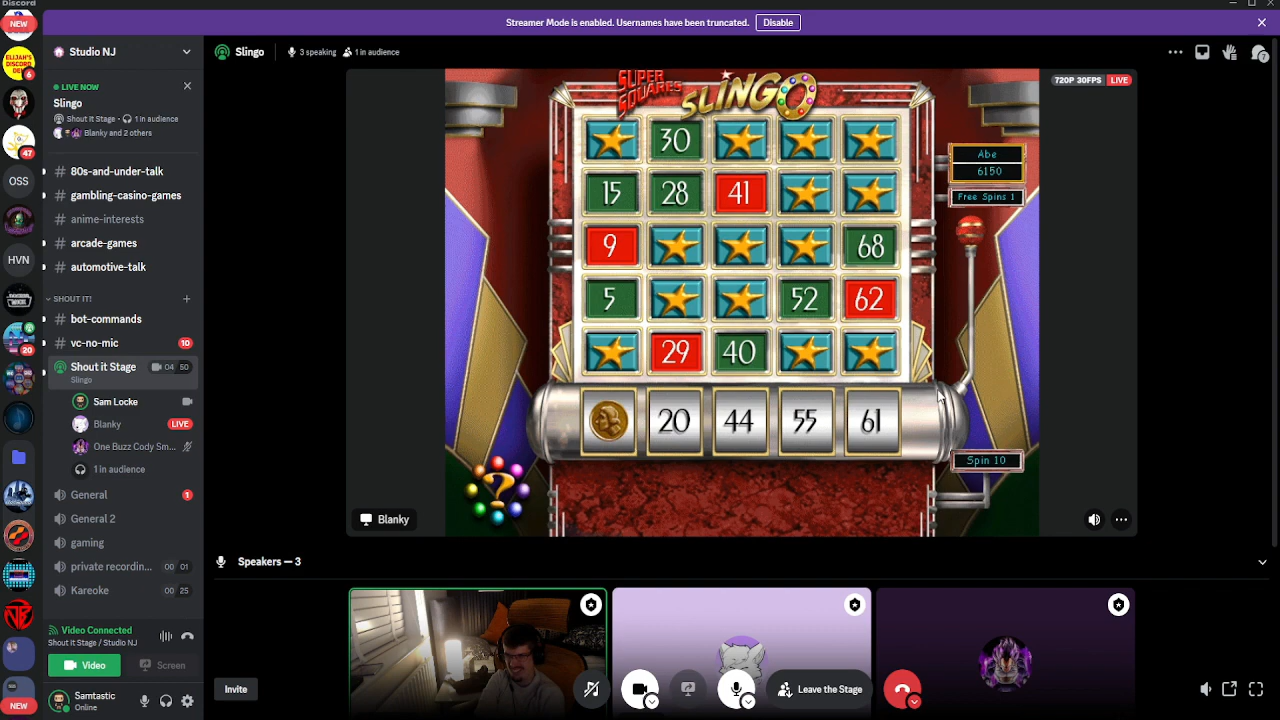 Discord
Streamer Mode is enabled. Usernames have been truncated.
Disable
NEW
ELIJAH'S
DISCORD
6
47
OSS
HVN
20
NEW
Studio NJ
LIVE NOW
Slingo
Shout It Stage - 1 in audience
Blanky and 2 others
# 80s-and-under-talk
# gambling-casino-games
# anime-interests
# arcade-games
# automotive-talk
SHOUT IT!
# bot-commands
# vc-no-mic 10
Shout it Stage 04 50
Slingo
Sam Locke
Blanky LIVE
One Buzz Cody Sm...
1 in audience
General 1
General 2
gaming
private recordin... 00 01
Kareoke 00 25
Video Connected
Shout it Stage / Studio NJ
Video
Screen
Samtastic
Online
Slingo
3 speaking 1 in audience
7
720P 30FPS LIVE
SUPER
SQUARES
SLINGO
30
15 28 41
9 68
5 52 62
29 40
20 44 55 61
Abe
6150
Free Spins 1
Spin 10
?
Blanky
Speakers — 3
Invite
Leave the Stage